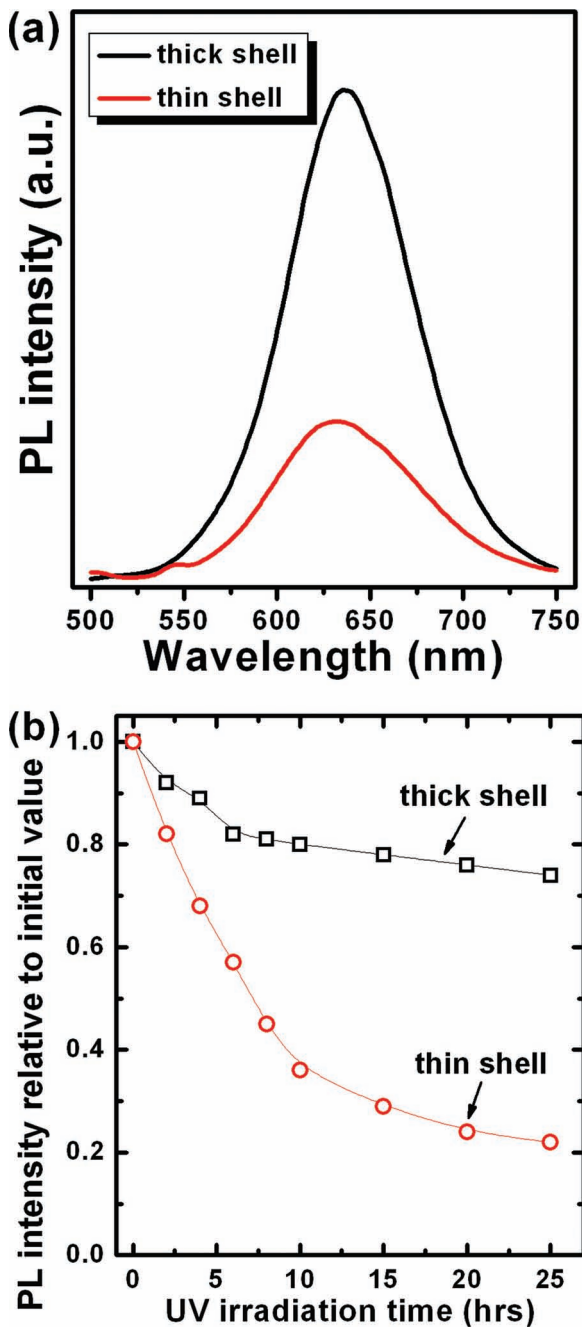 (a)
thick shell
thin shell
PL intensity (a.u.)
500 550 600 650 700 750
Wavelength (nm)
(b)
PL intensity relative to initial value
1.0
0.8
0.6
0.4
0.2
0.0
thick shell
thin shell
0 5 10 15 20 25
UV irradiation time (hrs)